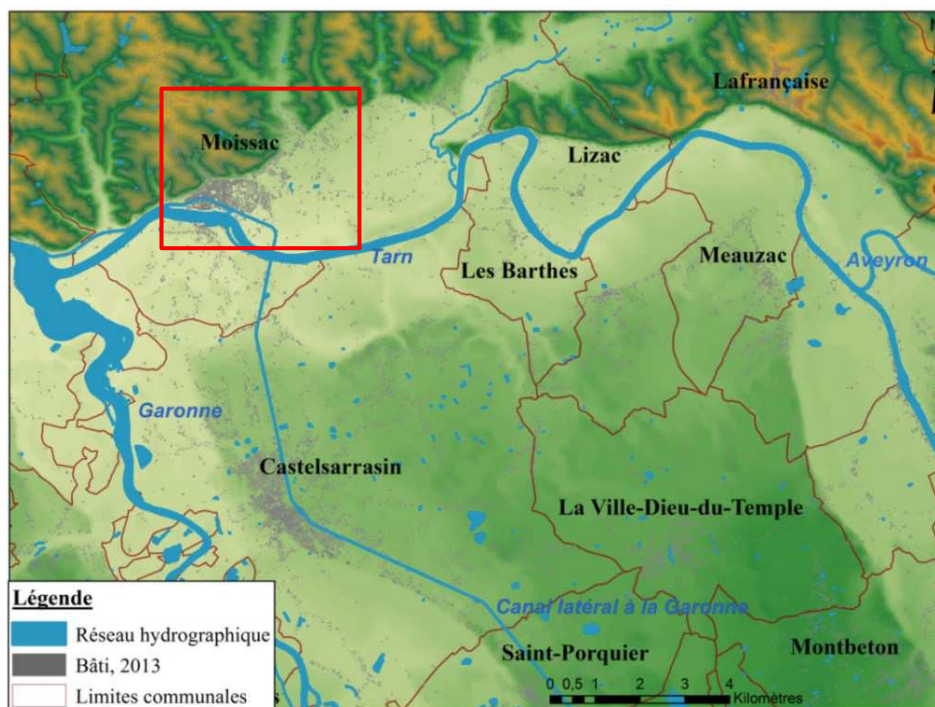 Lafrançaise
Moissac
Lizac
Tarn
Les Barthes
Meauzac
Aveyron
Garonne
Castelsarrasin
La Ville-Dieu-du-Temple
Canal latéral à la Garonne
Saint-Porquier
Montbeton
Légende
Réseau hydrographique
Bâti, 2013
Limites communales
0 0,5 1 2 3 4
Kilomètres